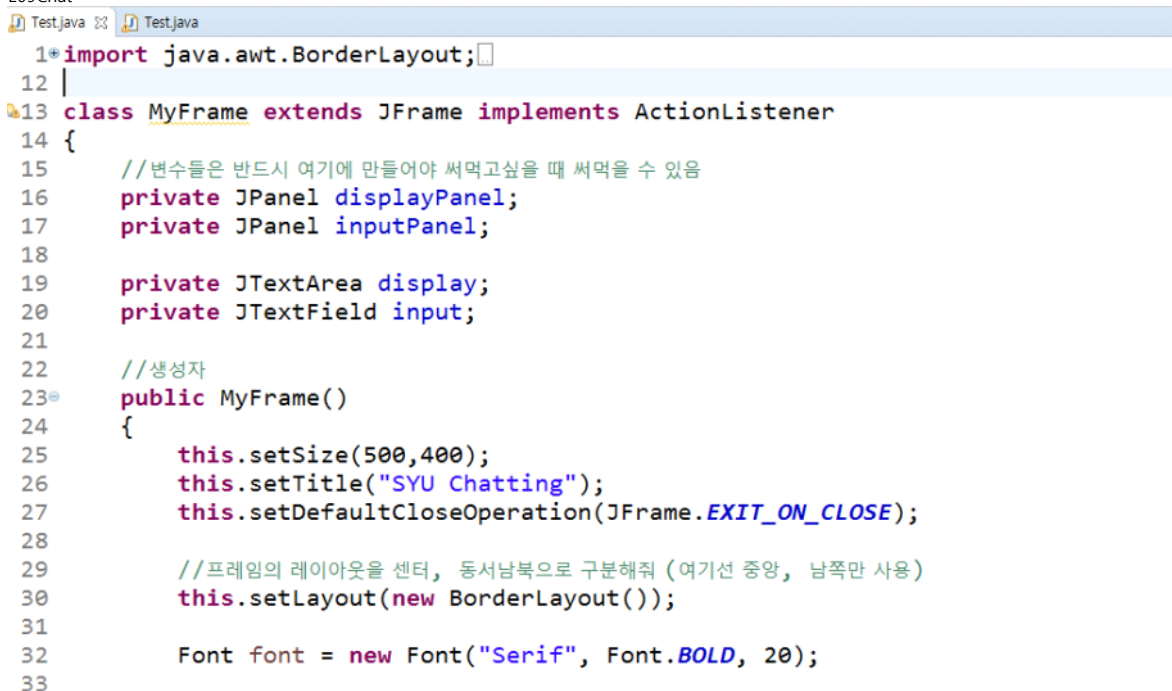 Test.java Test.java
1 import java.awt.BorderLayout;
12
13 class MyFrame extends JFrame implements ActionListener
14 {
15 //변수들은 반드시 여기에 만들어야 써먹고싶을 때 써먹을 수 있음
16 private JPanel displayPanel;
17 private JPanel inputPanel;
18
19 private JTextArea display;
20 private JTextField input;
21
22 //생성자
23 public MyFrame()
24 {
25 this.setSize(500,400);
26 this.setTitle("SYU Chatting");
27 this.setDefaultCloseOperation(JFrame.EXIT_ON_CLOSE);
28
29 //프레임의 레이아웃을 센터, 동서남북으로 구분해줘 (여기선 중앙, 남쪽만 사용)
30 this.setLayout(new BorderLayout());
31
32 Font font = new Font("Serif", Font.BOLD, 20);
33